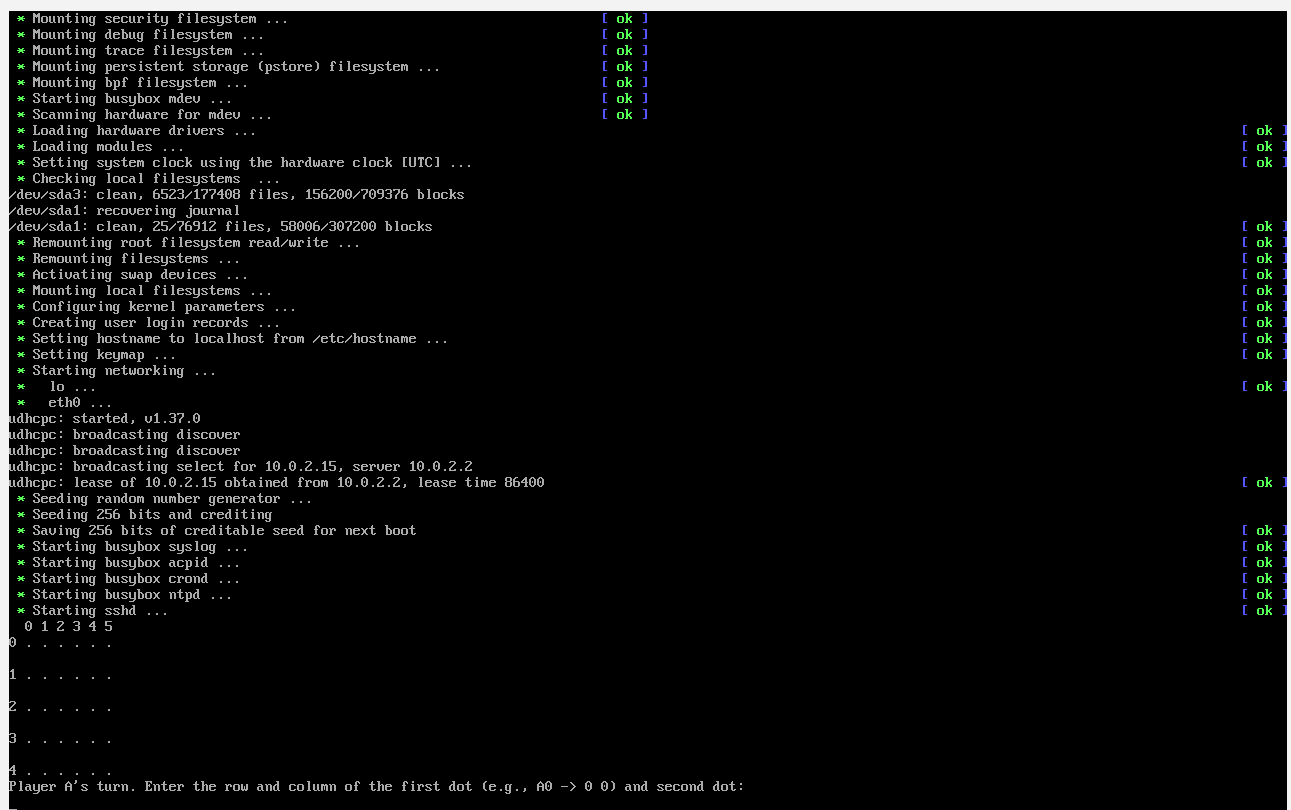 * Mounting security filesystem ... [ ok ]
* Mounting debug filesystem ... [ ok ]
* Mounting trace filesystem ... [ ok ]
* Mounting persistent storage (pstore) filesystem ... [ ok ]
* Mounting bpf filesystem ... [ ok ]
* Starting busybox mdev ... [ ok ]
* Scanning hardware for mdev ... [ ok ]
* Loading hardware drivers ... [ ok ]
* Loading modules ... [ ok ]
* Setting system clock using the hardware clock [UTC] ... [ ok ]
* Checking local filesystems  ...
/dev/sda3: clean, 6523/177408 files, 156200/709376 blocks
/dev/sda1: recovering journal
/dev/sda1: clean, 25/76912 files, 58006/307200 blocks [ ok ]
* Remounting root filesystem read/write ... [ ok ]
* Remounting filesystems ... [ ok ]
* Activating swap devices ... [ ok ]
* Mounting local filesystems ... [ ok ]
* Configuring kernel parameters ... [ ok ]
* Creating user login records ... [ ok ]
* Setting hostname to localhost from /etc/hostname ... [ ok ]
* Setting keymap ... [ ok ]
* Starting networking ...
*   lo ... [ ok ]
*   eth0 ...
udhcpc: started, v1.37.0
udhcpc: broadcasting discover
udhcpc: broadcasting discover
udhcpc: broadcasting select for 10.0.2.15, server 10.0.2.2
udhcpc: lease of 10.0.2.15 obtained from 10.0.2.2, lease time 86400 [ ok ]
* Seeding random number generator ...
* Seeding 256 bits and crediting
* Saving 256 bits of creditable seed for next boot [ ok ]
* Starting busybox syslog ... [ ok ]
* Starting busybox acpid ... [ ok ]
* Starting busybox crond ... [ ok ]
* Starting busybox ntpd ... [ ok ]
* Starting sshd ... [ ok ]
  0 1 2 3 4 5
0 . . . . . .
1 . . . . . .
2 . . . . . .
3 . . . . . .
4 . . . . . .
Player A's turn. Enter the row and column of the first dot (e.g., A0 -> 0 0) and second dot: